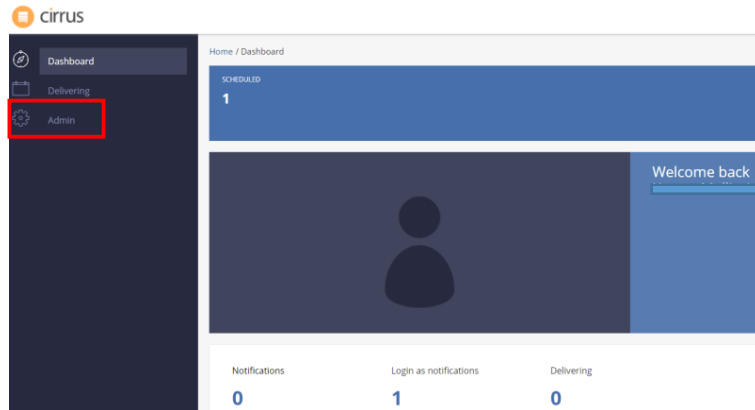 cirrus
Dashboard
Delivering
Admin
Home / Dashboard
SCHEDULED
1
Welcome back
Notifications
0
Login as notifications
1
Delivering
0